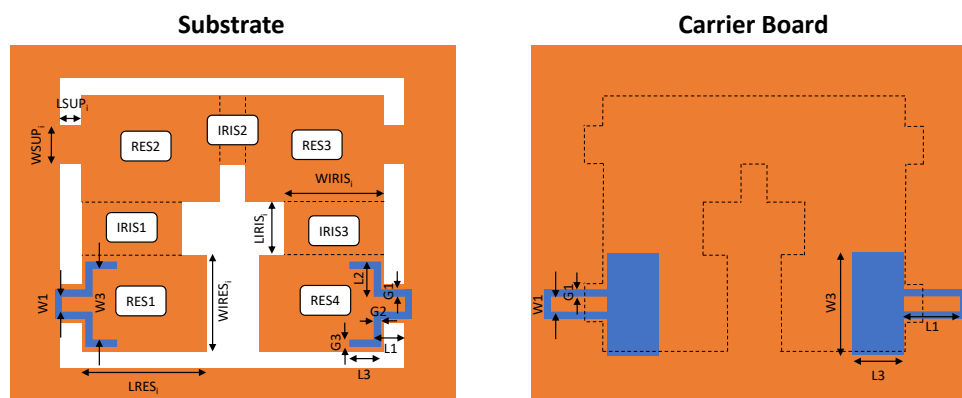 Substrate
Carrier Board
LSUPi
WSUPi
RES2
IRIS2
RES3
WIRISi
IRIS1
LIRISi
IRIS3
W1
W3
RES1
WIRESi
RES4
L2
G1
G2
G3
L1
L3
LRESi
W1
G1
W3
L1
L3